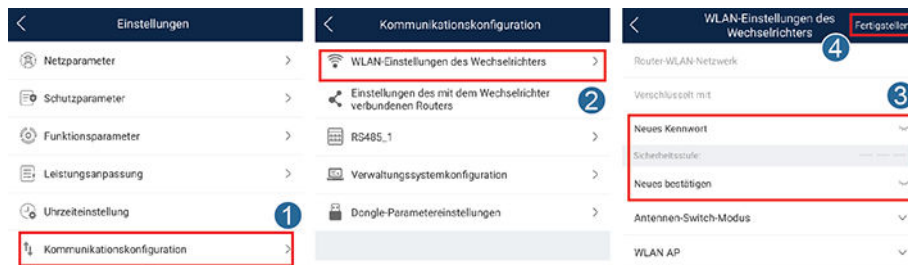 Einstellungen
Netzparameter
Schutzparameter
Funktionsparameter
Leistungsanpassung
Uhrzeiteinstellung
1
Kommunikationskonfiguration
Kommunikationskonfiguration
WLAN-Einstellungen des Wechselrichters
2
Einstellungen des mit dem Wechselrichter
verbundenen Routers
RS485_1
Verwaltungssystemkonfiguration
Dongle-Parametereinstellungen
WLAN-Einstellungen des
Wechselrichters
Fertigstellen
4
Router-WLAN-Netzwerk
Verschlüsselt mit
3
Neues Kennwort
Sicherheitsstufe:
Neues bestätigen
Antennen-Switch-Modus
WLAN AP